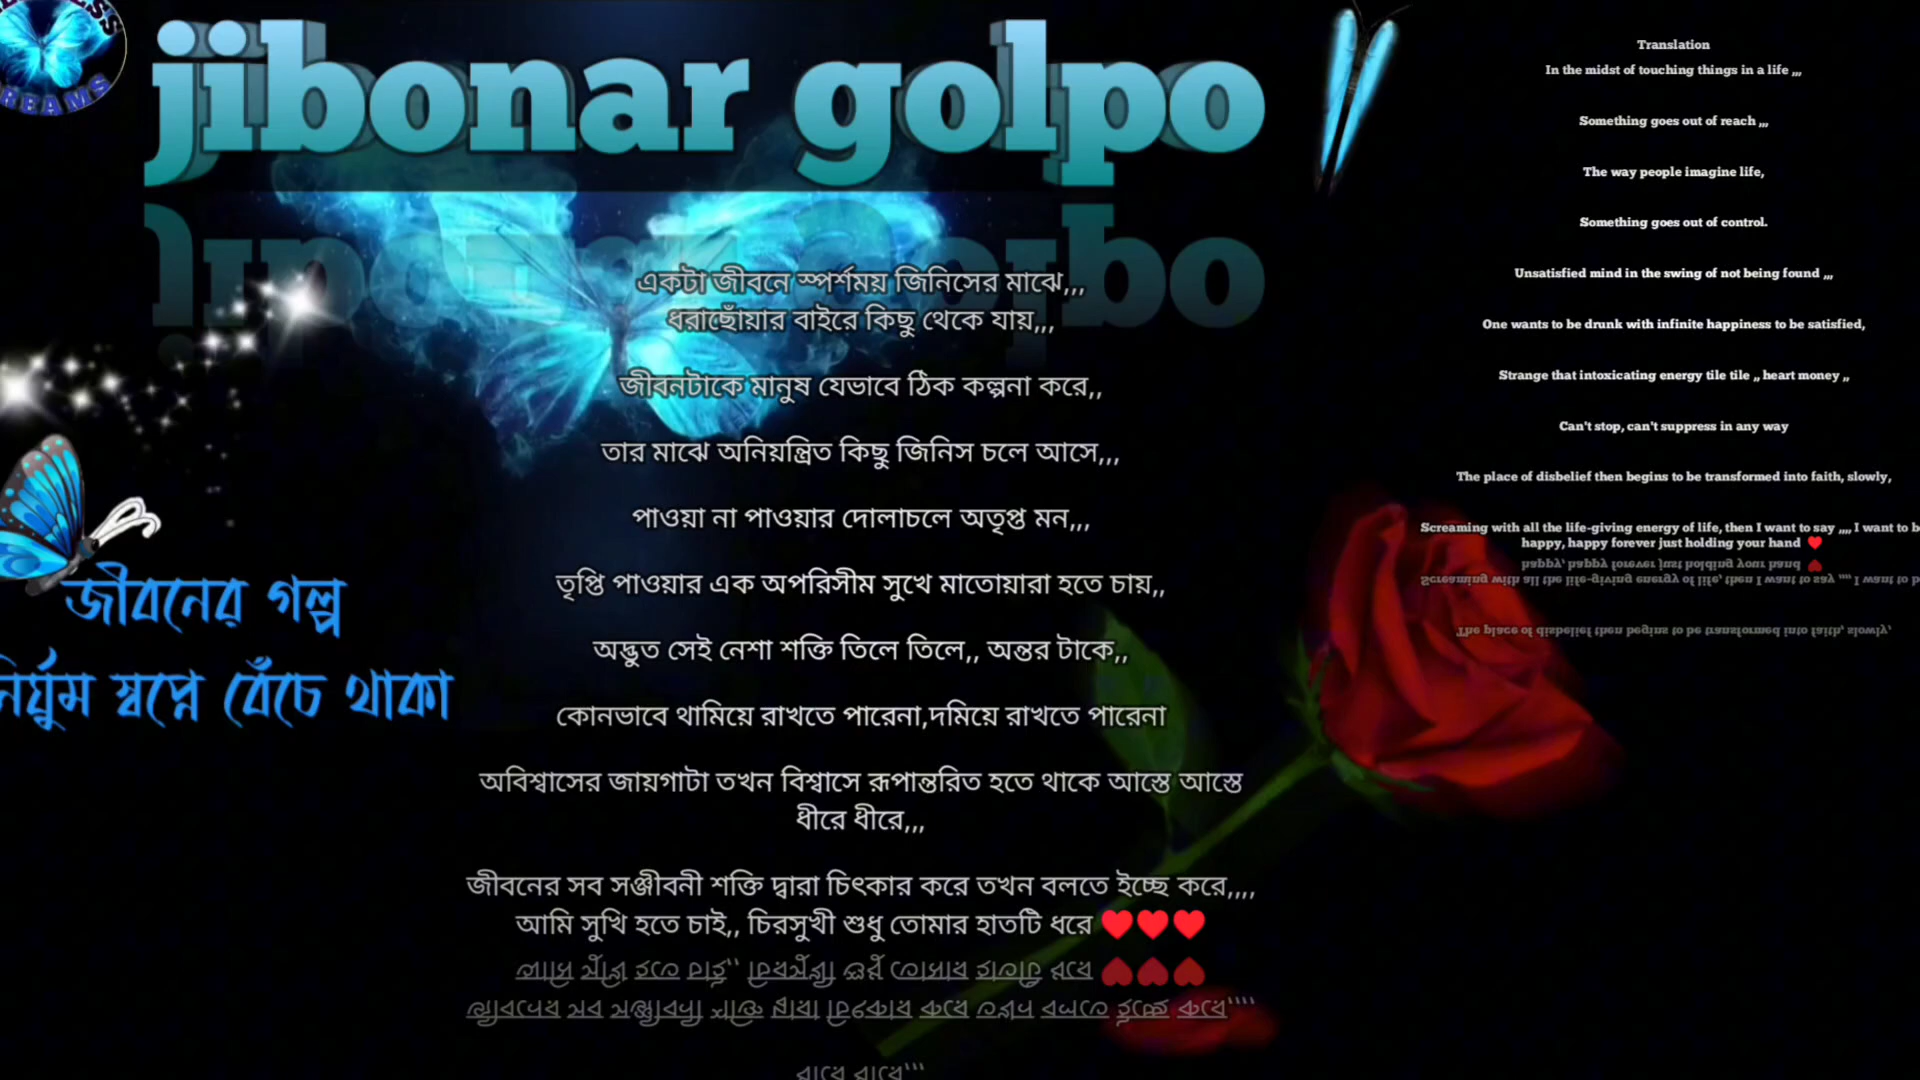 jibonar golpo
একটা জীবনে স্পর্শময় জিনিসের মাঝে,,,
ধরাছোঁয়ার বাইরে কিছু থেকে যায়,,,
জীবনটাকে মানুষ যেভাবে ঠিক কল্পনা করে,,
তার মাঝে অনিয়ন্ত্রিত কিছু জিনিস চলে আসে,,,
পাওয়া না পাওয়ার দোলাচলে অতৃপ্ত মন,,,
তৃপ্তি পাওয়ার এক অপরিসীম সুখে মাতোয়ারা হতে চায়,,
অদ্ভুত সেই নেশা শক্তি তিলে তিলে,, অন্তর টাকে,,
কোনভাবে থামিয়ে রাখতে পারেনা,দমিয়ে রাখতে পারেনা
অবিশ্বাসের জায়গাটা তখন বিশ্বাসে রূপান্তরিত হতে থাকে আস্তে আস্তে
ধীরে ধীরে,,,
জীবনের সব সঞ্জীবনী শক্তি দ্বারা চিৎকার করে তখন বলতে ইচ্ছে করে,,,,
আমি সুখি হতে চাই,, চিরসুখী শুধু তোমার হাতটি ধরে ♥♥♥
জীবনের গল্প
নির্ঘুম স্বপ্নে বেঁচে থাকা
Translation
In the midst of touching things in a life ,,,
Something goes out of reach ,,,
The way people imagine life,
Something goes out of control.
Unsatisfied mind in the swing of not being found ,,,
One wants to be drunk with infinite happiness to be satisfied,
Strange that intoxicating energy tile tile ,, heart money ,,
Can't stop, can't suppress in any way
The place of disbelief then begins to be transformed into faith, slowly,
Screaming with all the life-giving energy of life, then I want to say ,,,, I want to b
happy, happy forever just holding your hand ♥